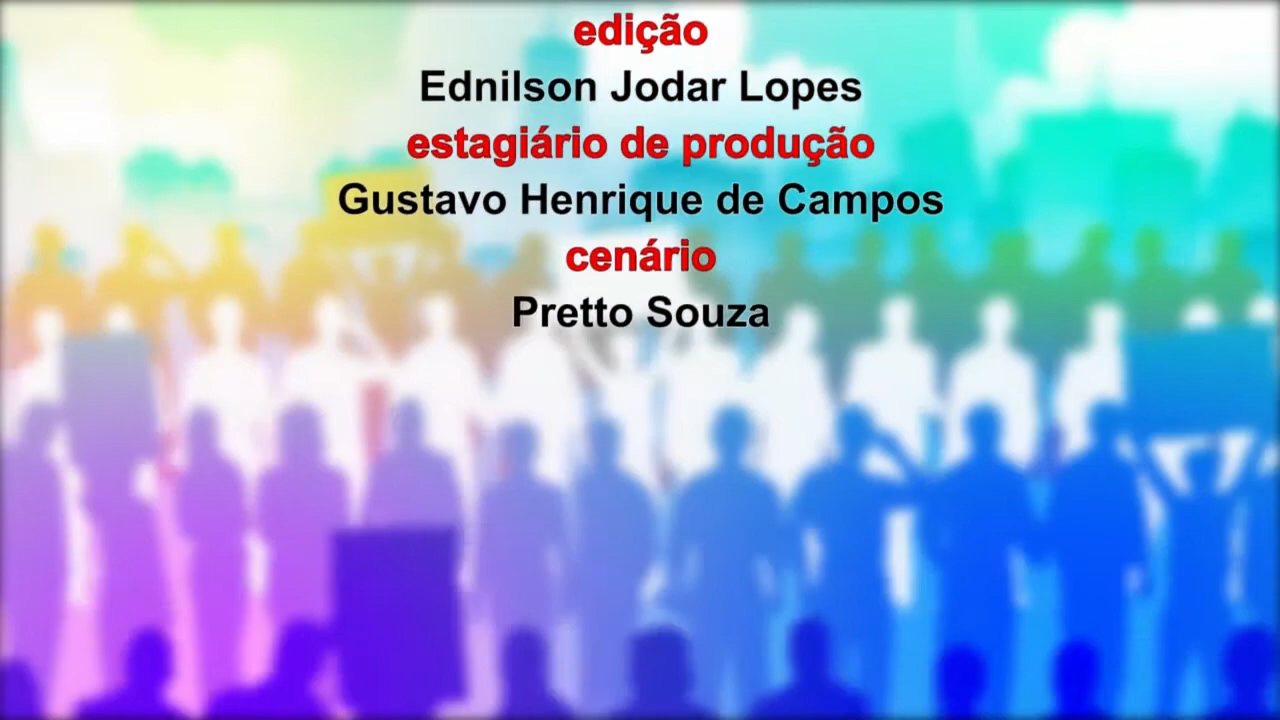 edição
Ednilson Jodar Lopes
estagiário de produção
Gustavo Henrique de Campos
cenário
Pretto Souza